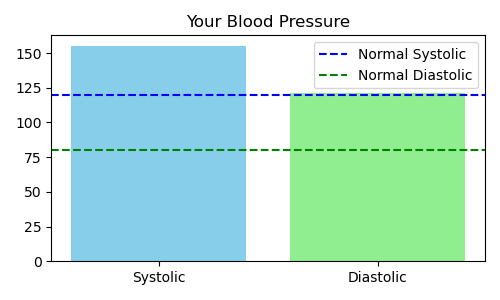 Your Blood Pressure
150
125
100
75
50
25
0
Normal Systolic
Normal Diastolic
Systolic
Diastolic